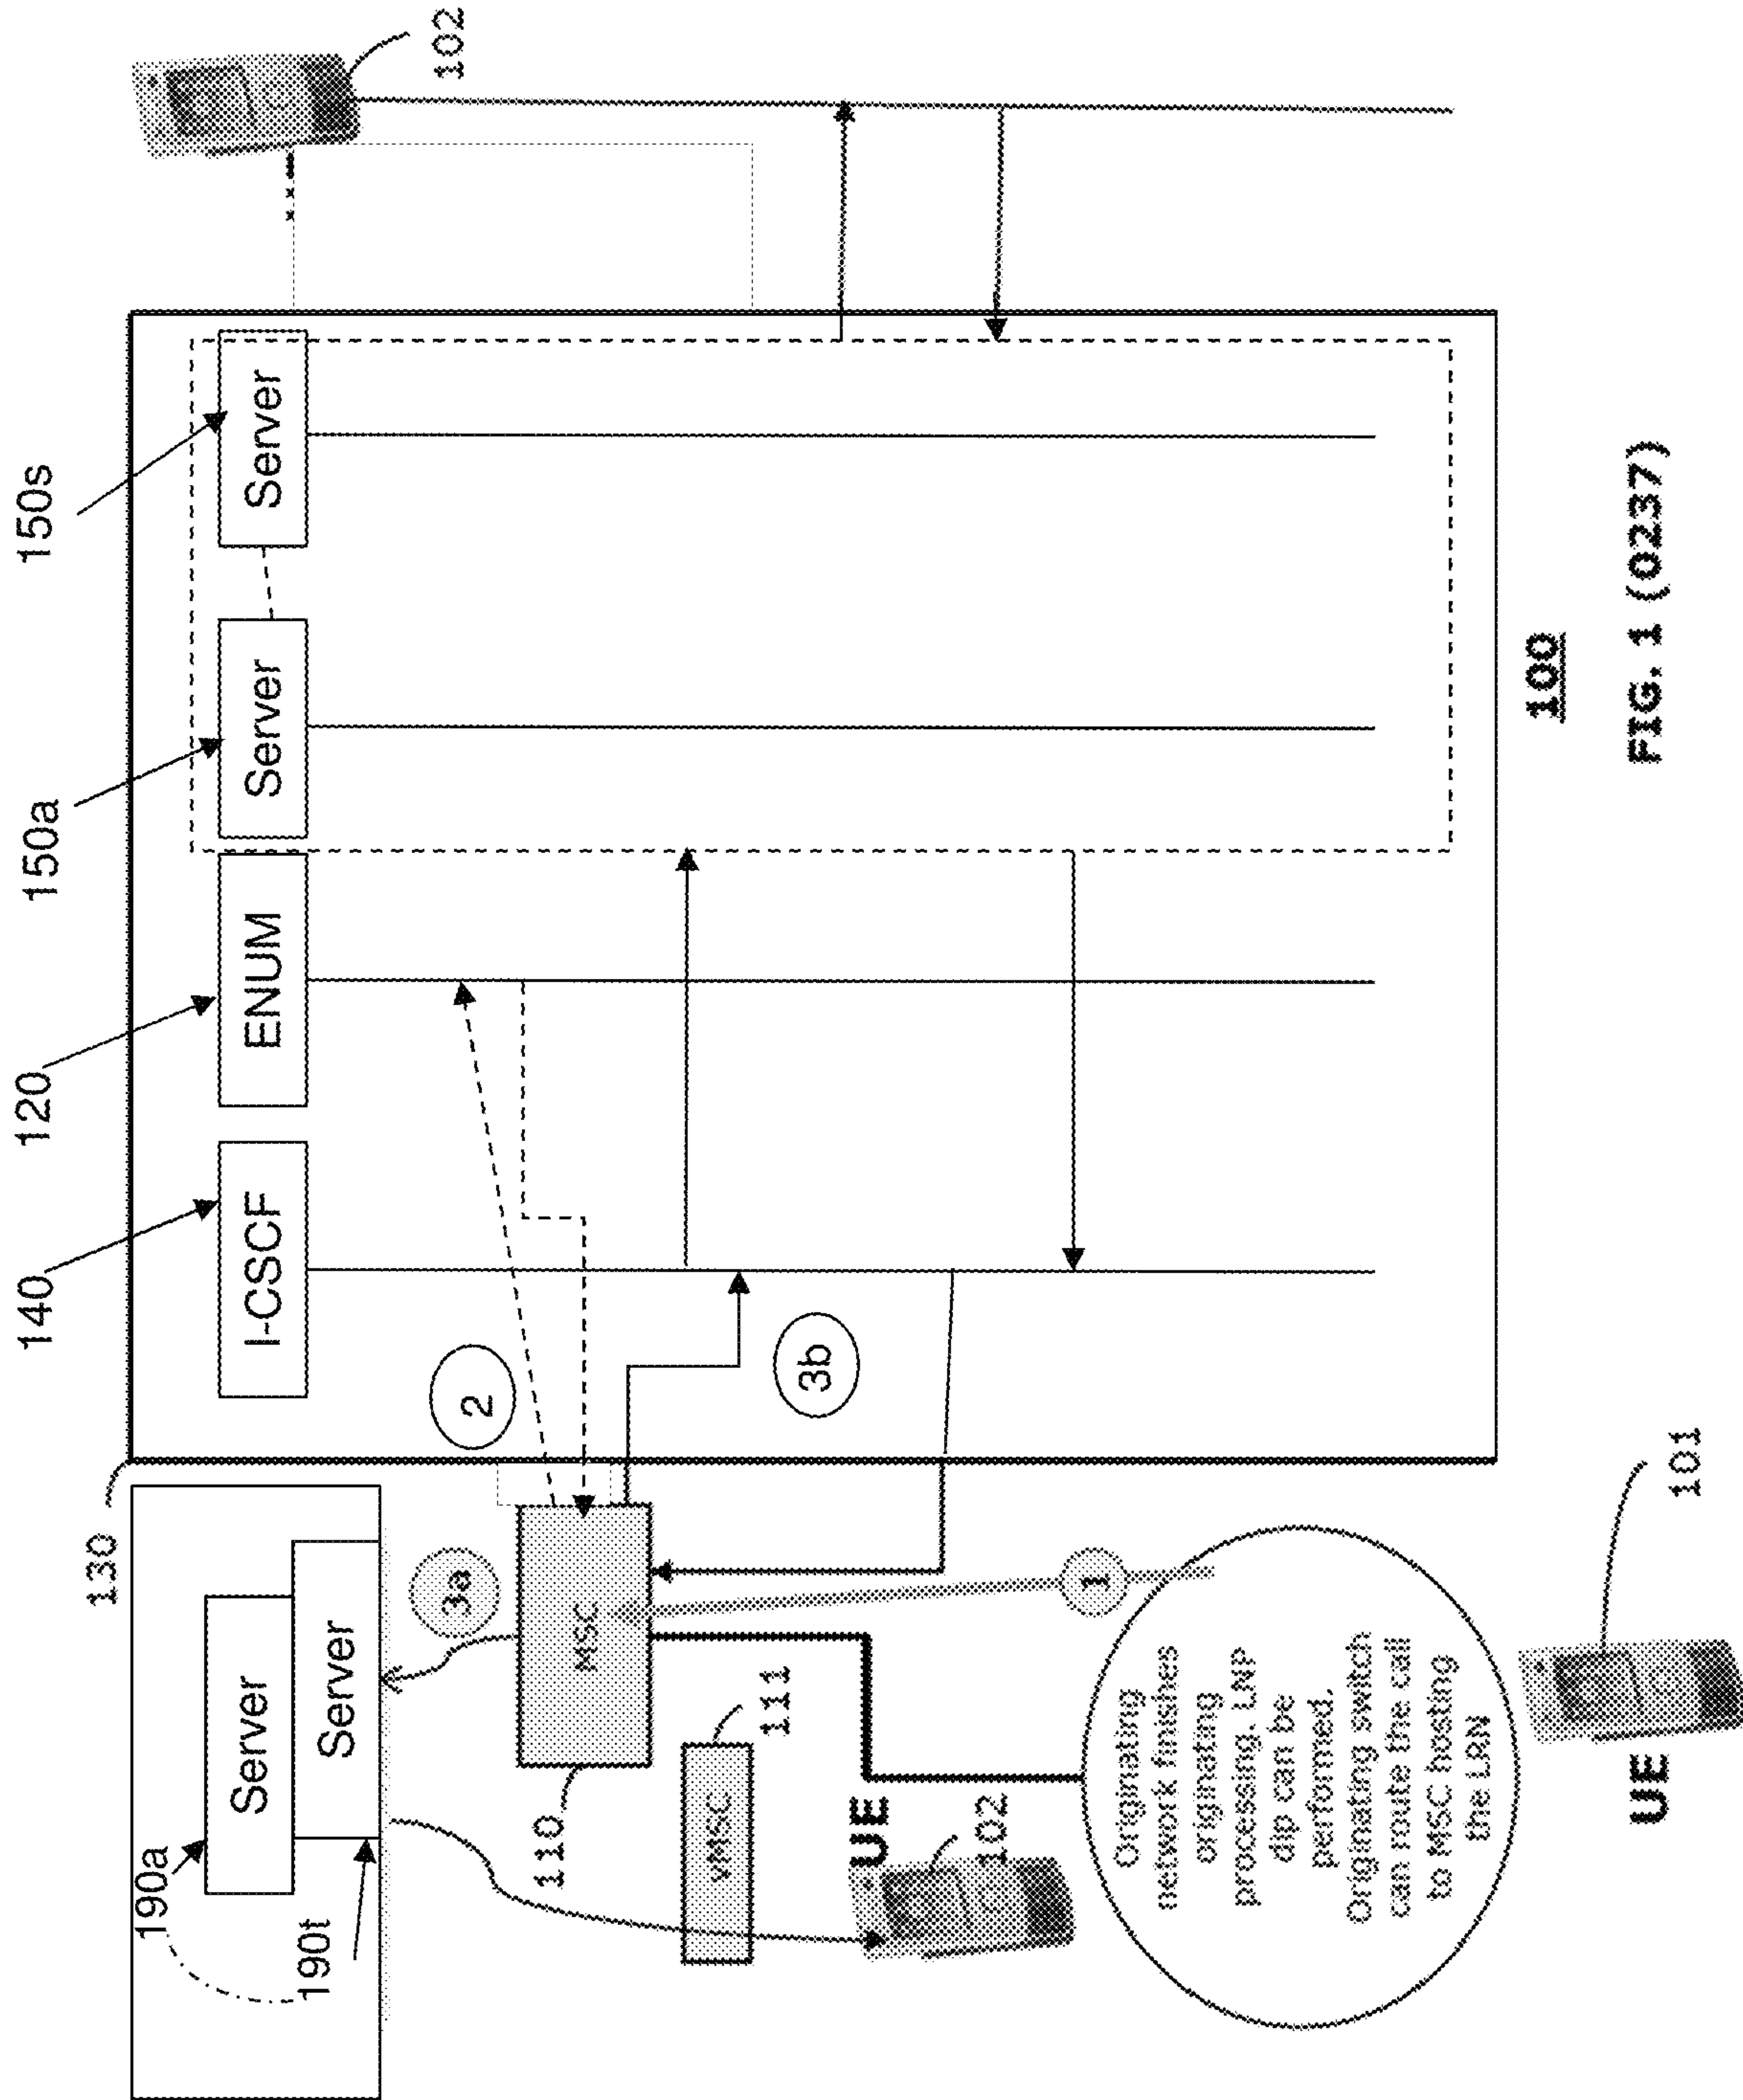 130
140
120
150a
150s
190a
190t
Server
Server
I-CSCF
ENUM
Server
Server
102
3a
2
MSC
1110
VMSC
111
3b
UE
102
1
Originating
network finishes
originating
processing. LNP
dip can be
performed.
Originating switch
can route the call
to MSC hosting
the LRN
UE
101
100
FIG. 1 (0237)